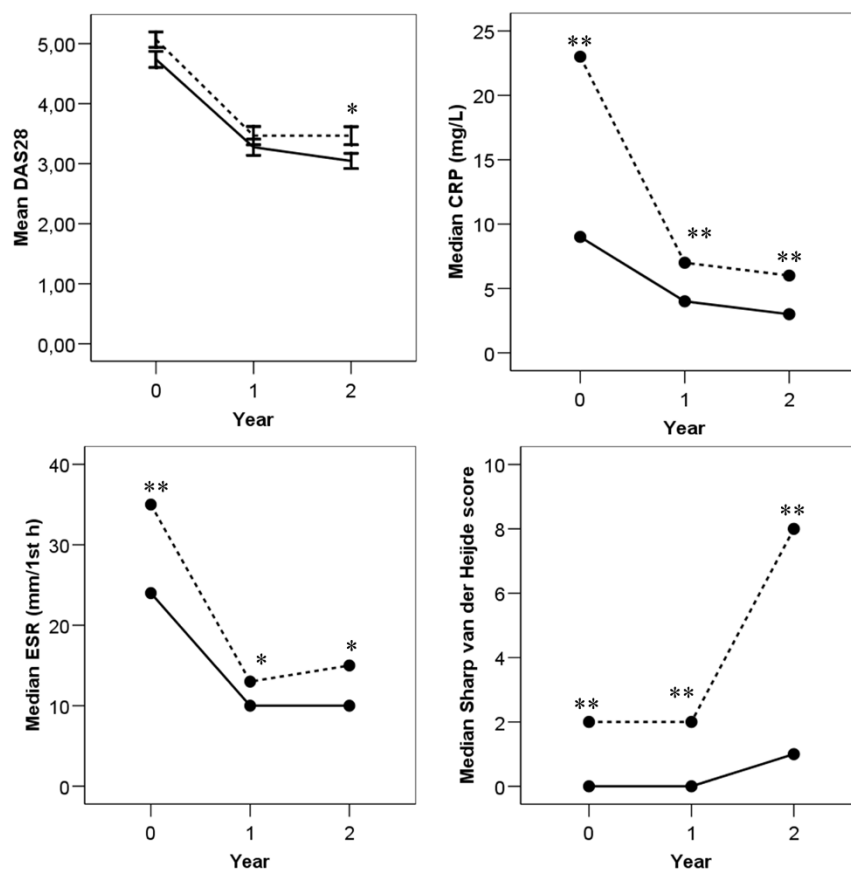 Mean DAS28
5,00
4,00
3,00
2,00
1,00
0,00
*
0 1 2
Year
Median CRP (mg/L)
25
20
15
10
5
0
**
**
**
0 1 2
Year
Median ESR (mm/1st h)
40
30
20
10
0
**
*
*
0 1 2
Year
Median Sharp van der Heijde score
10
8
6
4
2
0
**
**
**
0 1 2
Year